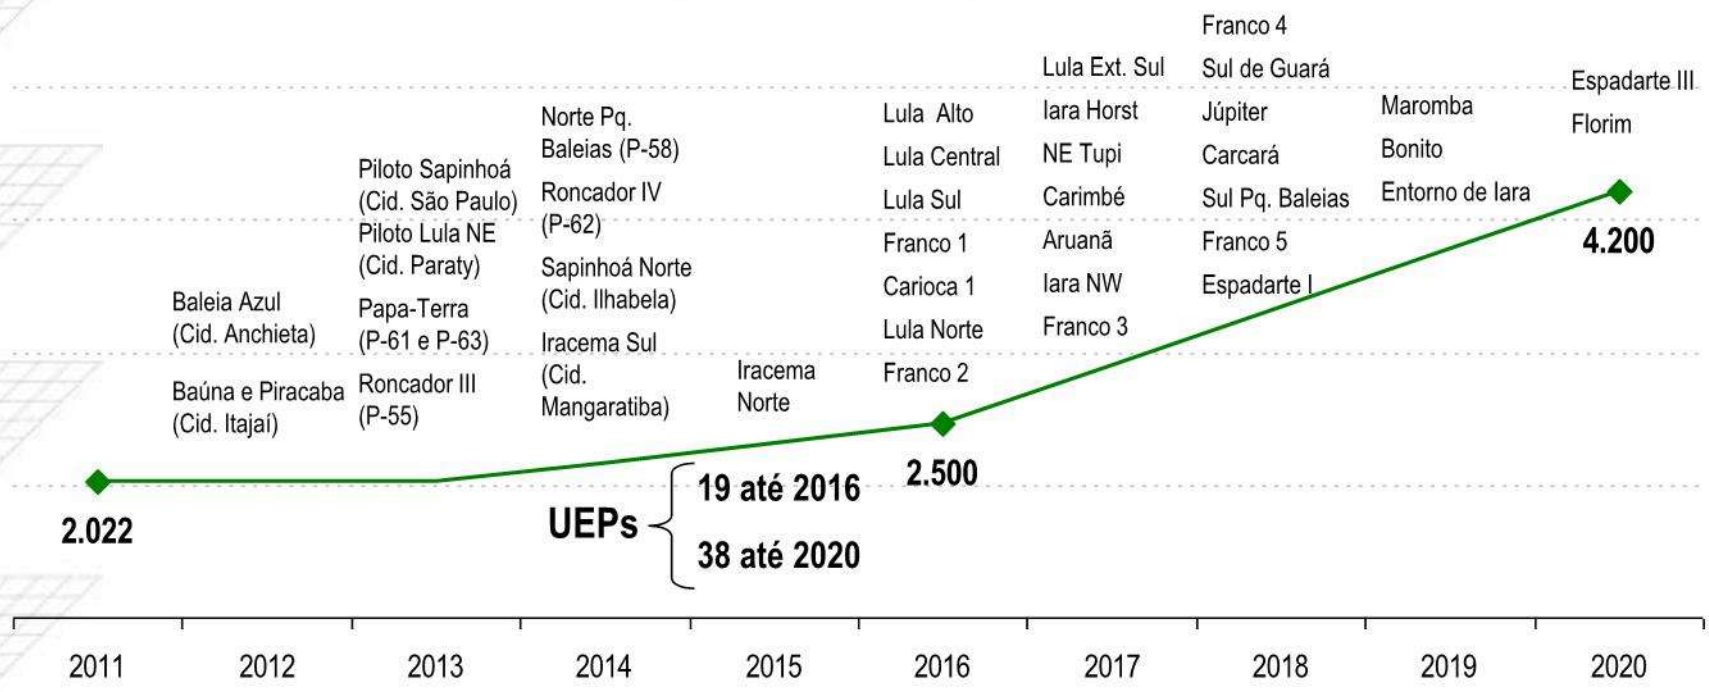 Baleia Azul
(Cid. Anchieta)
Baúna e Piracaba
(Cid. Itajaí)
Piloto Sapinhoá
(Cid. São Paulo)
Piloto Lula NE
(Cid. Paraty)
Papa-Terra
(P-61 e P-63)
Roncador III
(P-55)
Norte Pq.
Baleias (P-58)
Roncador IV
(P-62)
Sapinhoá Norte
(Cid. Ilhabela)
Iracema Sul
(Cid.
Mangaratiba)
Iracema
Norte
Lula Alto
Lula Central
Lula Sul
Franco 1
Carioca 1
Lula Norte
Franco 2
Lula Ext. Sul
Iara Horst
NE Tupi
Carimbé
Aruanã
Iara NW
Franco 3
Franco 4
Sul de Guará
Júpiter
Carcará
Sul Pq. Baleias
Franco 5
Espadarte I
Maromba
Bonito
Entorno de Iara
Espadarte III
Florim
2.022
2.500
4.200
UEPs
19 até 2016
38 até 2020
2011
2012
2013
2014
2015
2016
2017
2018
2019
2020